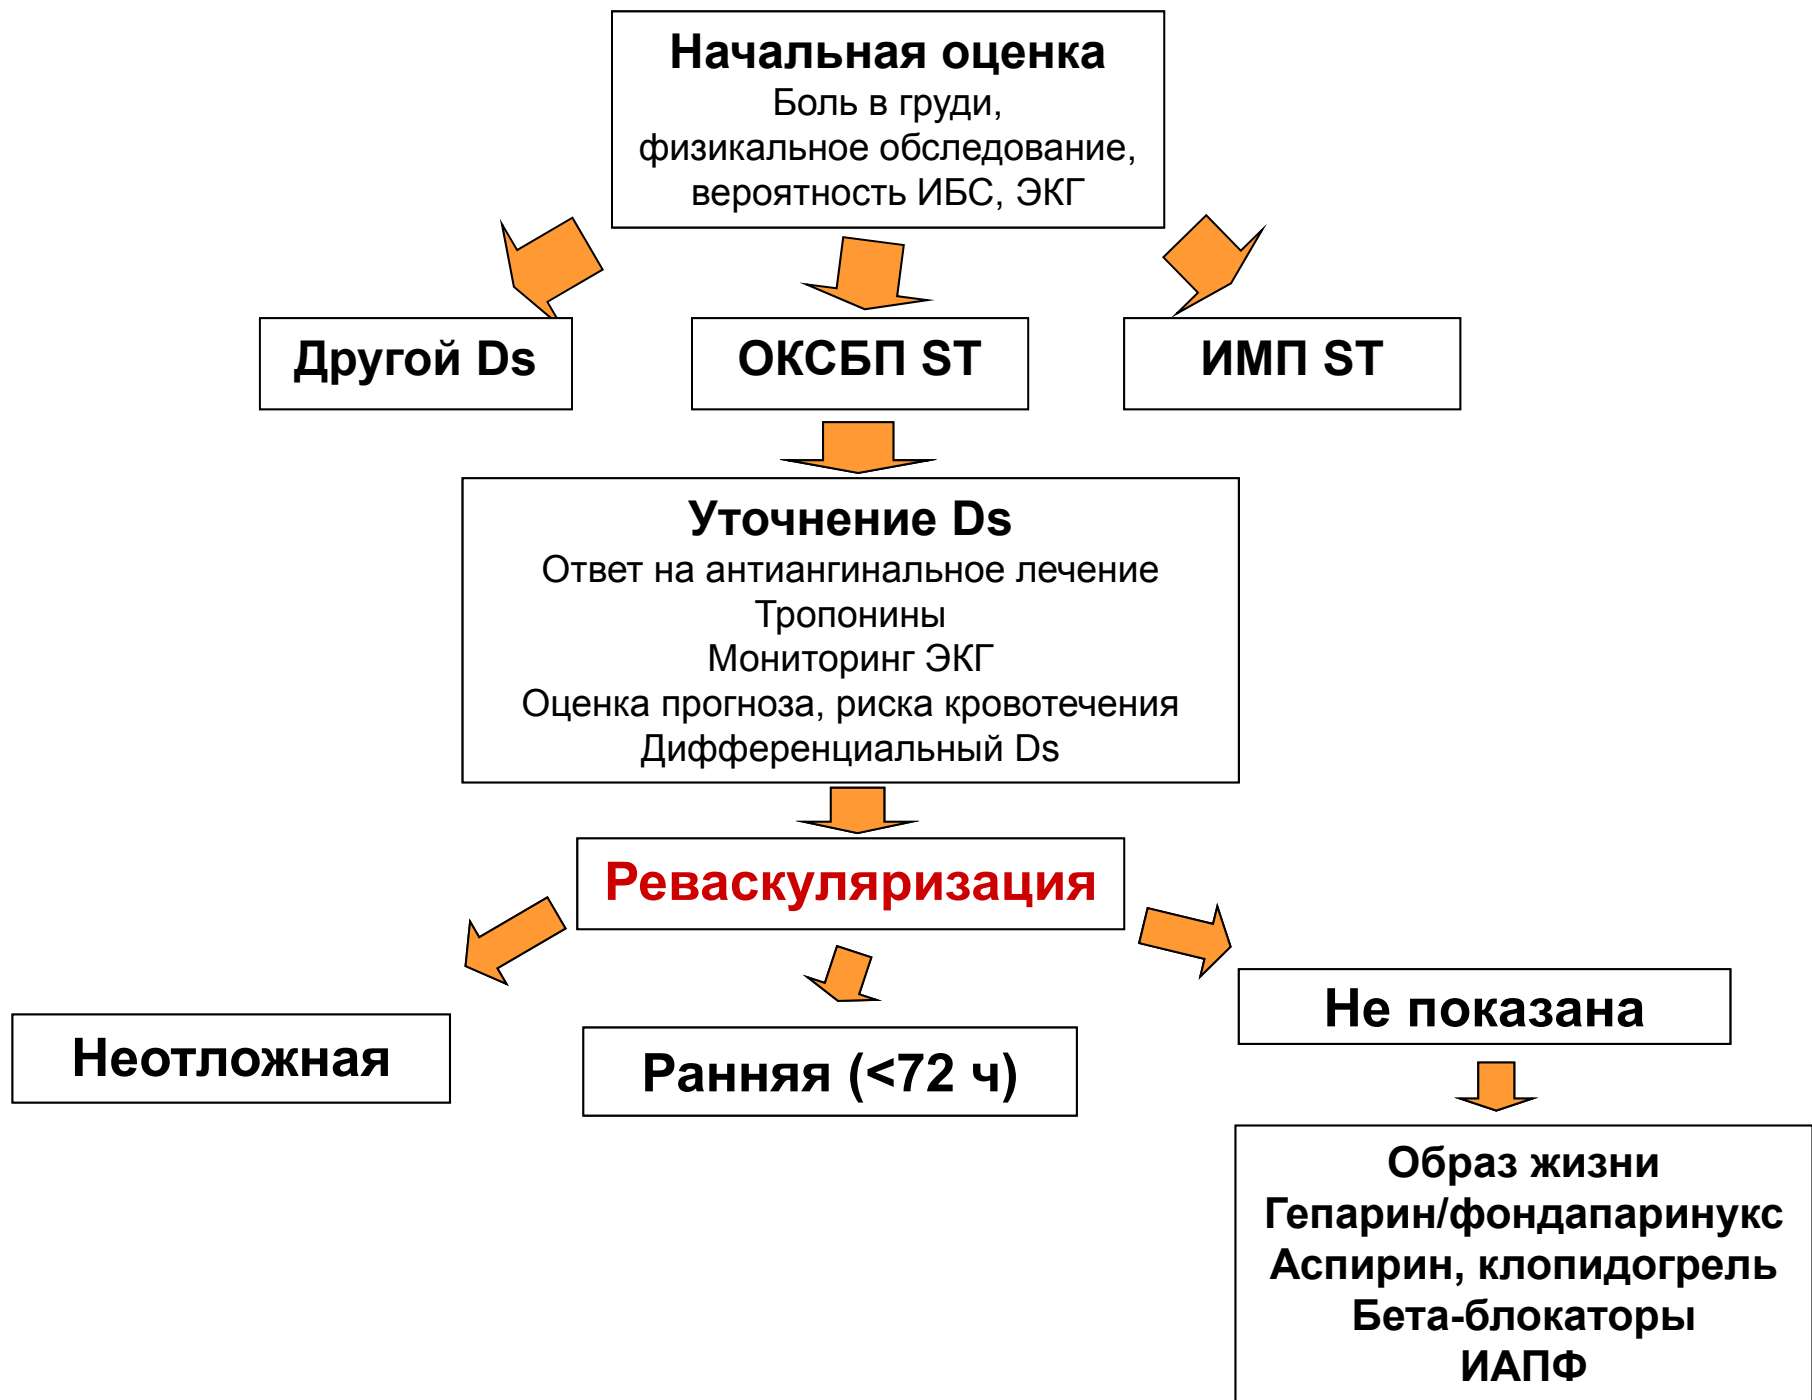 Начальная оценка
Боль в груди,
физикальное обследование,
вероятность ИБС, ЭКГ
Другой Ds
ОКСБП ST
ИМП ST
Уточнение Ds
Ответ на антиангинальное лечение
Тропонины
Мониторинг ЭКГ
Оценка прогноза, риска кровотечения
Дифференциальный Ds
Реваскуляризация
Неотложная
Ранняя (<72 ч)
Не показана
Образ жизни
Гепарин/фондапаринукс
Аспирин, клопидогрель
Бета-блокаторы
ИАПФ